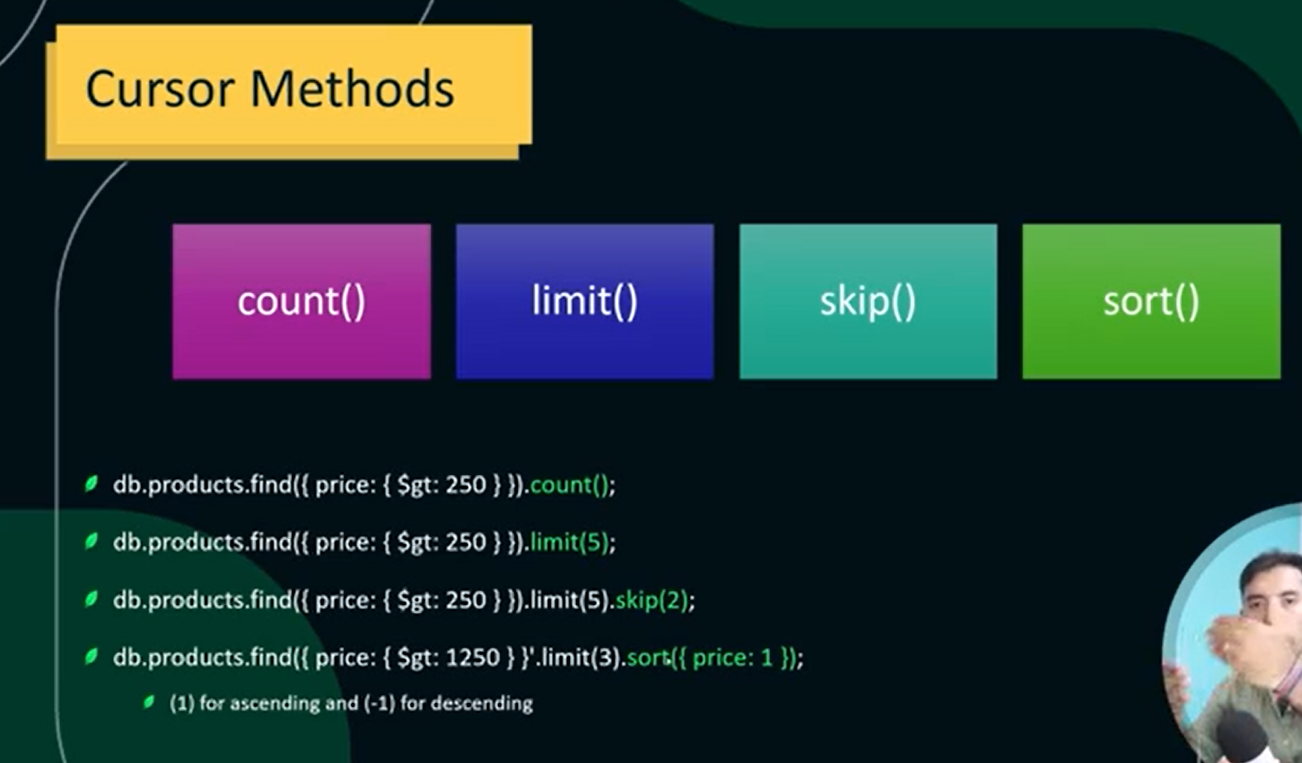 Cursor Methods
count()
limit()
skip()
sort()
db.products.find({ price: { $gt: 250 } }).count();
db.products.find({ price: { $gt: 250 } }).limit(5);
db.products.find({ price: { $gt: 250 } }).limit(5).skip(2);
db.products.find({ price: { $gt: 1250 } }'.limit(3).sort({ price: 1 });
(1) for ascending and (-1) for descending